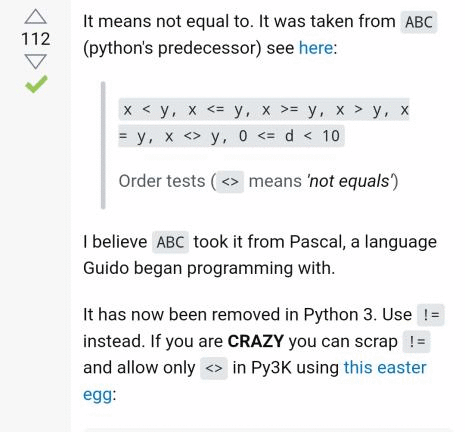 It means not equal to. It was taken from ABC
112
(python's predecessor) see here:
x < y, x <= y, x >= y, x > y, x
= y, x <> y, 0 <= d < 10
Order tests (<> means 'not equals')
I believe ABC took it from Pascal, a language
Guido began programming with.
It has now been removed in Python 3. Use !=
instead. If you are CRAZY you can scrap !=
and allow only <> in Py3K using this easter
egg: